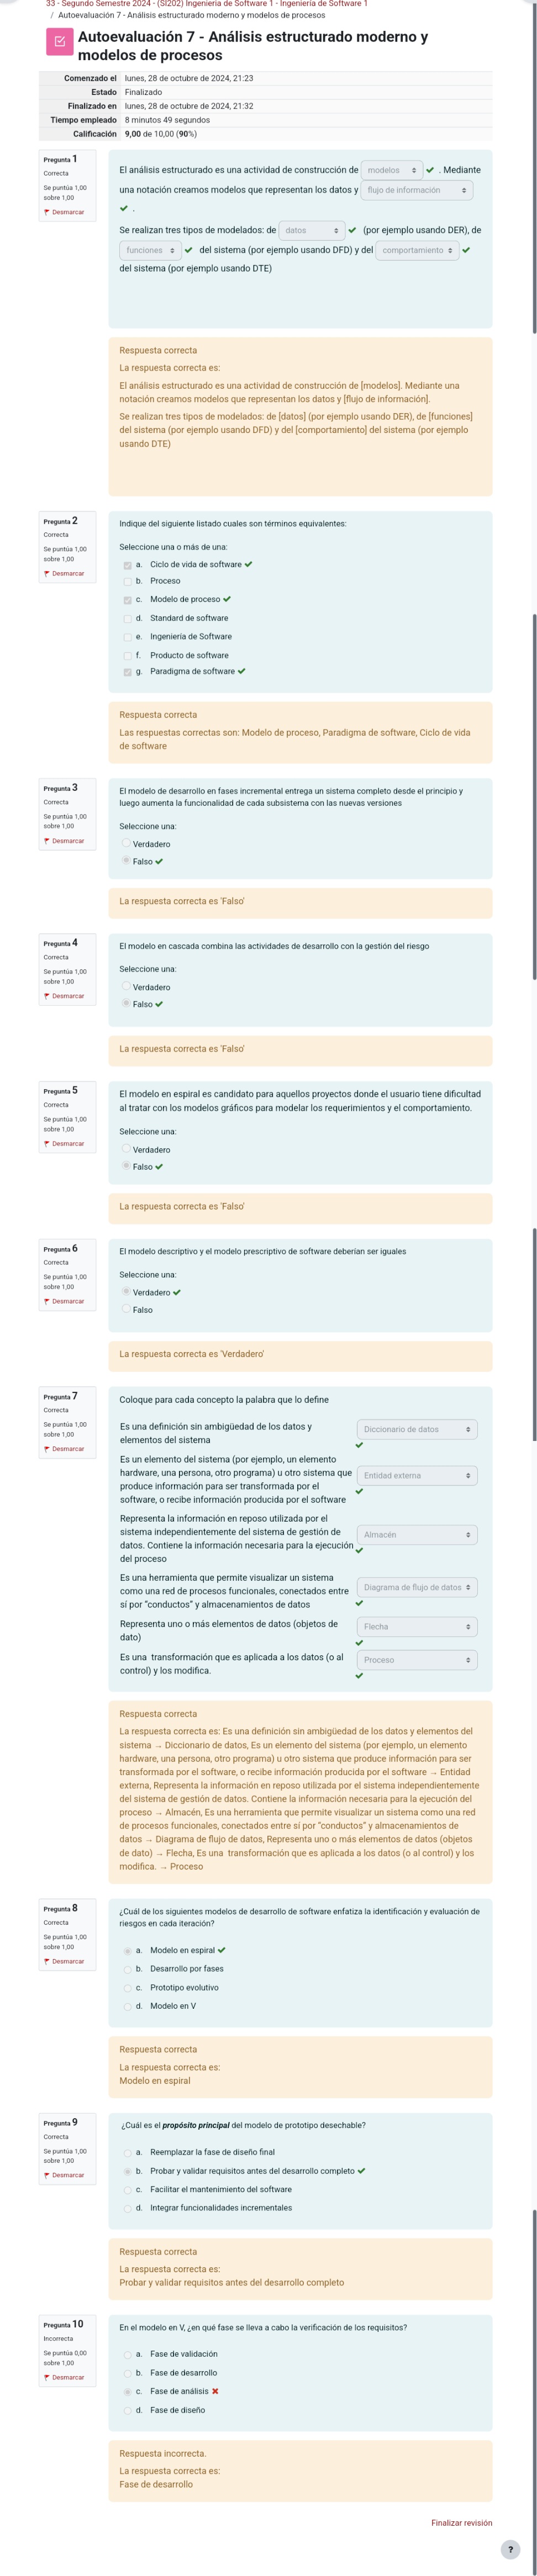 33 - Segundo Semestre 2024 - (SI202) Ingeniería de Software 1 - Ingeniería de Software 1
/ Autoevaluación 7 - Análisis estructurado moderno y modelos de procesos
Autoevaluación 7 - Análisis estructurado moderno y
modelos de procesos
Comenzado el lunes, 28 de octubre de 2024, 21:23
Estado Finalizado
Finalizado en lunes, 28 de octubre de 2024, 21:32
Tiempo empleado 8 minutos 49 segundos
Calificación 9,00 de 10,00 (90%)
Pregunta 1
Correcta
Se puntúa 1,00
sobre 1,00
Desmarcar
El análisis estructurado es una actividad de construcción de modelos ✔ . Mediante
una notación creamos modelos que representan los datos y flujo de información
✔ .
Se realizan tres tipos de modelados: de datos ✔ (por ejemplo usando DER), de
funciones ✔ del sistema (por ejemplo usando DFD) y del comportamiento ✔
del sistema (por ejemplo usando DTE)
Respuesta correcta
La respuesta correcta es:
El análisis estructurado es una actividad de construcción de [modelos]. Mediante una
notación creamos modelos que representan los datos y [flujo de información].
Se realizan tres tipos de modelados: de [datos] (por ejemplo usando DER), de [funciones]
del sistema (por ejemplo usando DFD) y del [comportamiento] del sistema (por ejemplo
usando DTE)
Pregunta 2
Correcta
Se puntúa 1,00
sobre 1,00
Desmarcar
Indique del siguiente listado cuales son términos equivalentes:
Seleccione una o más de una:
a. Ciclo de vida de software ✔
b. Proceso
c. Modelo de proceso ✔
d. Standard de software
e. Ingeniería de Software
f. Producto de software
g. Paradigma de software ✔
Respuesta correcta
Las respuestas correctas son: Modelo de proceso, Paradigma de software, Ciclo de vida
de software
Pregunta 3
Correcta
Se puntúa 1,00
sobre 1,00
Desmarcar
El modelo de desarrollo en fases incremental entrega un sistema completo desde el principio y
luego aumenta la funcionalidad de cada subsistema con las nuevas versiones
Seleccione una:
Verdadero
Falso ✔
La respuesta correcta es 'Falso'
Pregunta 4
Correcta
Se puntúa 1,00
sobre 1,00
Desmarcar
El modelo en cascada combina las actividades de desarrollo con la gestión del riesgo
Seleccione una:
Verdadero
Falso ✔
La respuesta correcta es 'Falso'
Pregunta 5
Correcta
Se puntúa 1,00
sobre 1,00
Desmarcar
El modelo en espiral es candidato para aquellos proyectos donde el usuario tiene dificultad
al tratar con los modelos gráficos para modelar los requerimientos y el comportamiento.
Seleccione una:
Verdadero
Falso ✔
La respuesta correcta es 'Falso'
Pregunta 6
Correcta
Se puntúa 1,00
sobre 1,00
Desmarcar
El modelo descriptivo y el modelo prescriptivo de software deberían ser iguales
Seleccione una:
Verdadero ✔
Falso
La respuesta correcta es 'Verdadero'
Pregunta 7
Correcta
Se puntúa 1,00
sobre 1,00
Desmarcar
Coloque para cada concepto la palabra que lo define
Es una definición sin ambigüedad de los datos y
elementos del sistema
Diccionario de datos ✔
Es un elemento del sistema (por ejemplo, un elemento
hardware, una persona, otro programa) u otro sistema que
produce información para ser transformada por el
software, o recibe información producida por el software
Entidad externa ✔
Representa la información en reposo utilizada por el
sistema independientemente del sistema de gestión de
datos. Contiene la información necesaria para la ejecución
del proceso
Almacén ✔
Es una herramienta que permite visualizar un sistema
como una red de procesos funcionales, conectados entre
sí por “conductos” y almacenamientos de datos
Diagrama de flujo de datos ✔
Representa uno o más elementos de datos (objetos de
dato)
Flecha ✔
Es una  transformación que es aplicada a los datos (o al
control) y los modifica.
Proceso ✔
Respuesta correcta
La respuesta correcta es: Es una definición sin ambigüedad de los datos y elementos del
sistema → Diccionario de datos, Es un elemento del sistema (por ejemplo, un elemento
hardware, una persona, otro programa) u otro sistema que produce información para ser
transformada por el software, o recibe información producida por el software → Entidad
externa, Representa la información en reposo utilizada por el sistema independientemente
del sistema de gestión de datos. Contiene la información necesaria para la ejecución del
proceso → Almacén, Es una herramienta que permite visualizar un sistema como una red
de procesos funcionales, conectados entre sí por “conductos” y almacenamientos de
datos → Diagrama de flujo de datos, Representa uno o más elementos de datos (objetos
de dato) → Flecha, Es una  transformación que es aplicada a los datos (o al control) y los
modifica. → Proceso
Pregunta 8
Correcta
Se puntúa 1,00
sobre 1,00
Desmarcar
¿Cuál de los siguientes modelos de desarrollo de software enfatiza la identificación y evaluación de
riesgos en cada iteración?
a. Modelo en espiral ✔
b. Desarrollo por fases
c. Prototipo evolutivo
d. Modelo en V
Respuesta correcta
La respuesta correcta es:
Modelo en espiral
Pregunta 9
Correcta
Se puntúa 1,00
sobre 1,00
Desmarcar
¿Cuál es el propósito principal del modelo de prototipo desechable?
a. Reemplazar la fase de diseño final
b. Probar y validar requisitos antes del desarrollo completo ✔
c. Facilitar el mantenimiento del software
d. Integrar funcionalidades incrementales
Respuesta correcta
La respuesta correcta es:
Probar y validar requisitos antes del desarrollo completo
Pregunta 10
Incorrecta
Se puntúa 0,00
sobre 1,00
Desmarcar
En el modelo en V, ¿en qué fase se lleva a cabo la verificación de los requisitos?
a. Fase de validación
b. Fase de desarrollo
c. Fase de análisis ✖
d. Fase de diseño
Respuesta incorrecta.
La respuesta correcta es:
Fase de desarrollo
Finalizar revisión
?